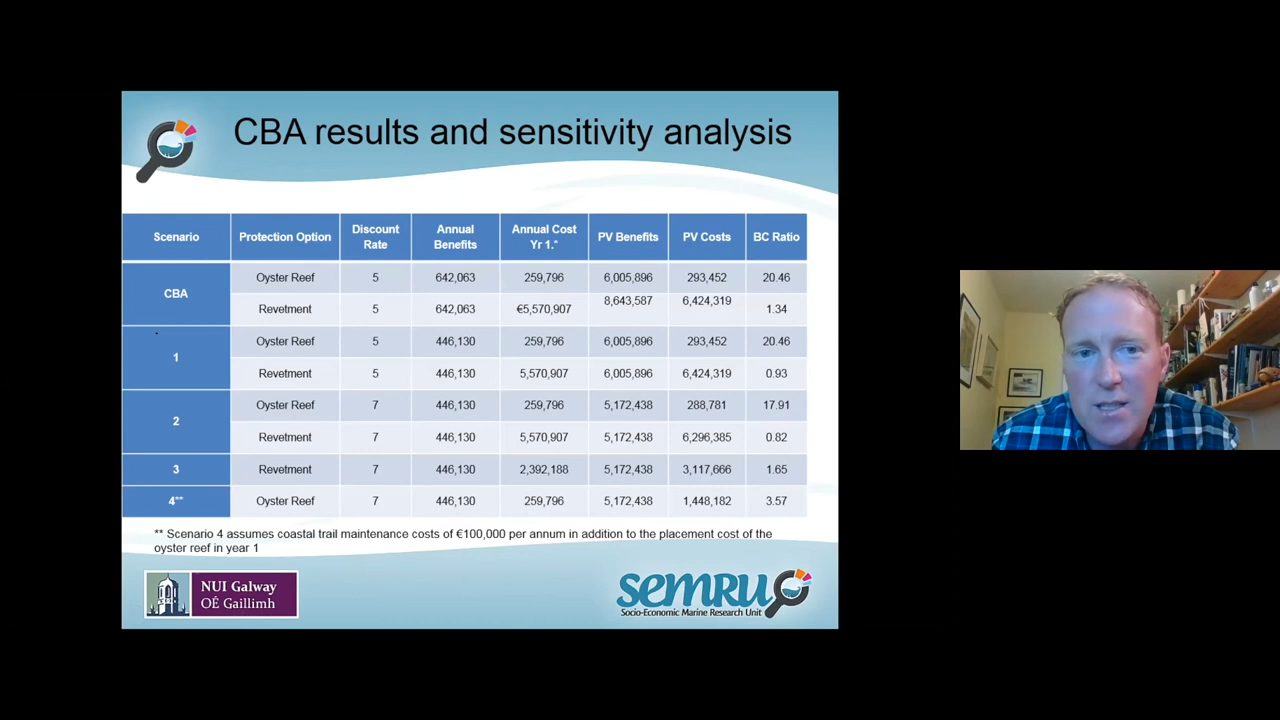 CBA results and sensitivity analysis
Scenario Protection Option Discount Rate Annual Benefits Annual Cost Yr 1.* PV Benefits PV Costs BC Ratio
CBA Oyster Reef 5 642,063 259,796 6,005,896 293,452 20.46
Revetment 5 642,063 €5,570,907 8,643,587 6,424,319 1.34
1 Oyster Reef 5 446,130 259,796 6,005,896 293,452 20.46
Revetment 5 446,130 5,570,907 6,005,896 6,424,319 0.93
2 Oyster Reef 7 446,130 259,796 5,172,438 288,781 17.91
Revetment 7 446,130 5,570,907 5,172,438 6,296,385 0.82
3 Revetment 7 446,130 2,392,188 5,172,438 3,117,666 1.65
4** Oyster Reef 7 446,130 259,796 5,172,438 1,448,182 3.57
** Scenario 4 assumes coastal trail maintenance costs of €100,000 per annum in addition to the placement cost of the
oyster reef in year 1
NUI Galway
OÉ Gaillimh
SEMRU
Socio-Economic Marine Research Unit